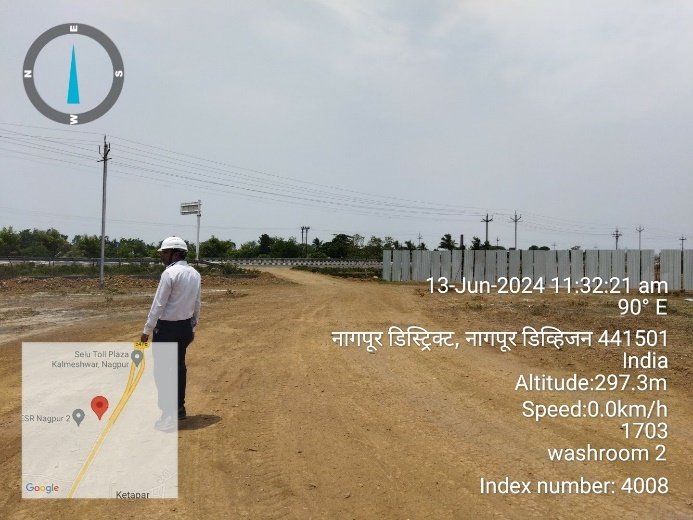 E
N
S
W
13-Jun-2024 11:32:21 am
90° E
नागपूर डिस्ट्रिक्ट, नागपूर डिव्हिजन 441501
India
Altitude:297.3m
Speed:0.0km/h
1703
washroom 2
Index number: 4008
Seiu Toll Plaza
Kalmeshwar, Nagpur
ESR Nagpur 2
Google
Ketapar